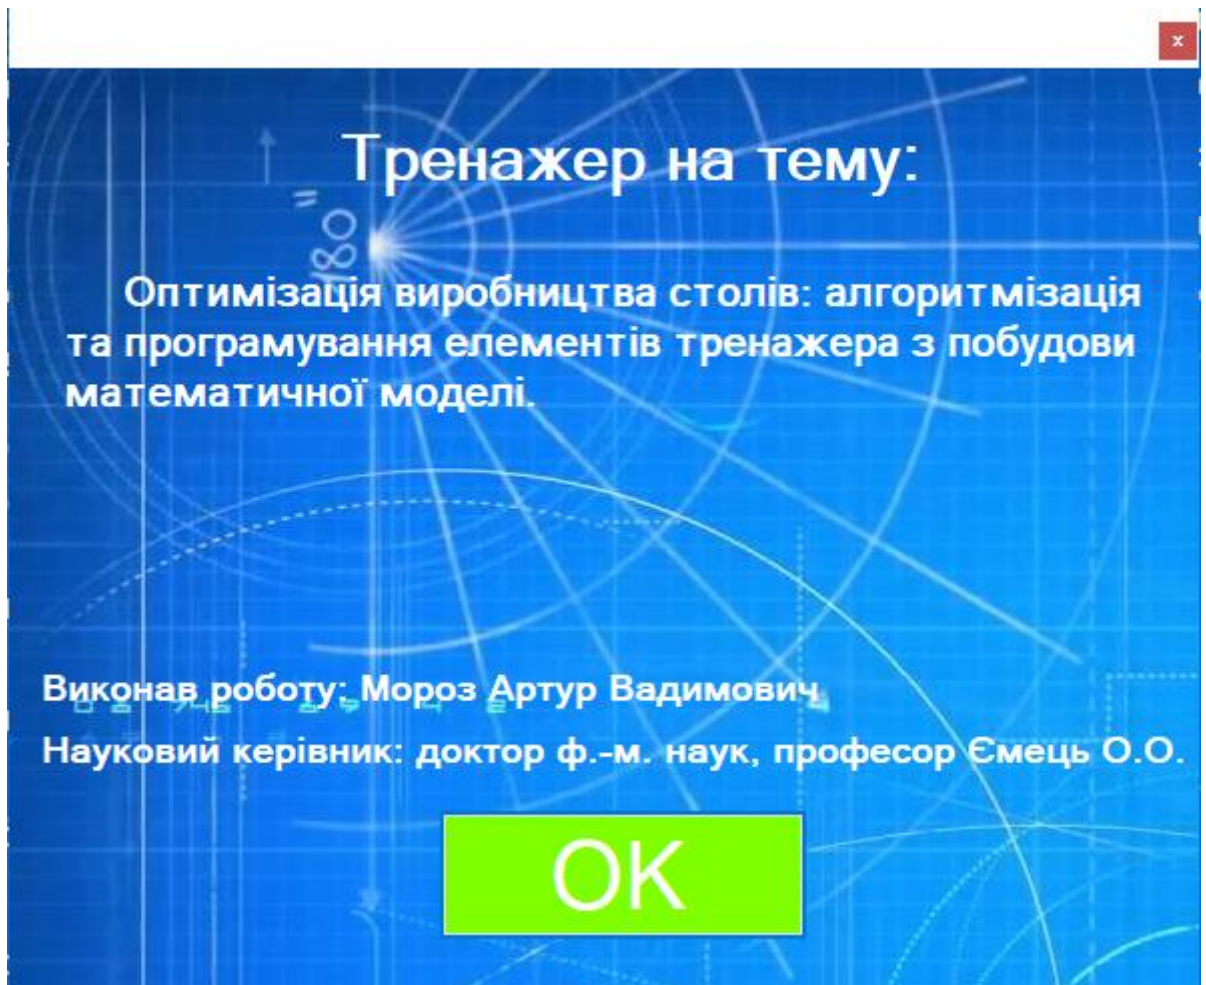 x
Тренажер на тему:
180"
Оптимізація виробництва столів: алгоритмізація
та програмування елементів тренажера з побудови
математичної моделі.
Виконав роботу: Мороз Артур Вадимович
Науковий керівник: доктор ф.-м. наук, професор Ємець О.О.
OK